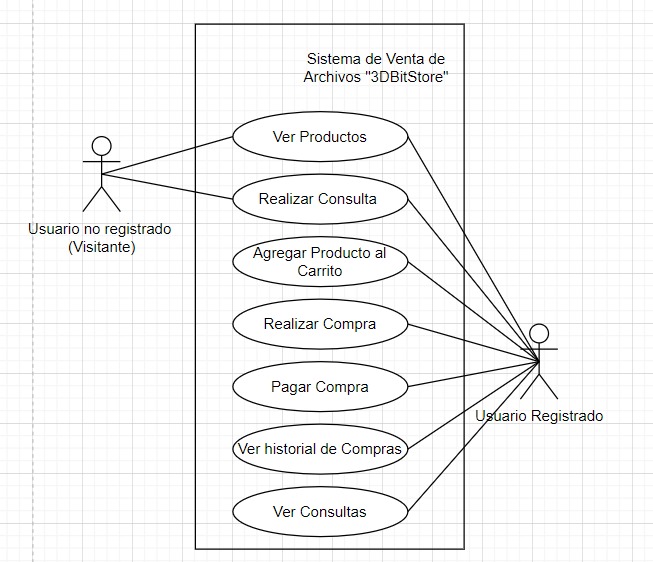 Sistema de Venta de
Archivos "3DBitStore"
Ver Productos
Realizar Consulta
Usuario no registrado
(Visitante)
Agregar Producto al
Carrito
Realizar Compra
Pagar Compra
Usuario Registrado
Ver historial de Compras
Ver Consultas